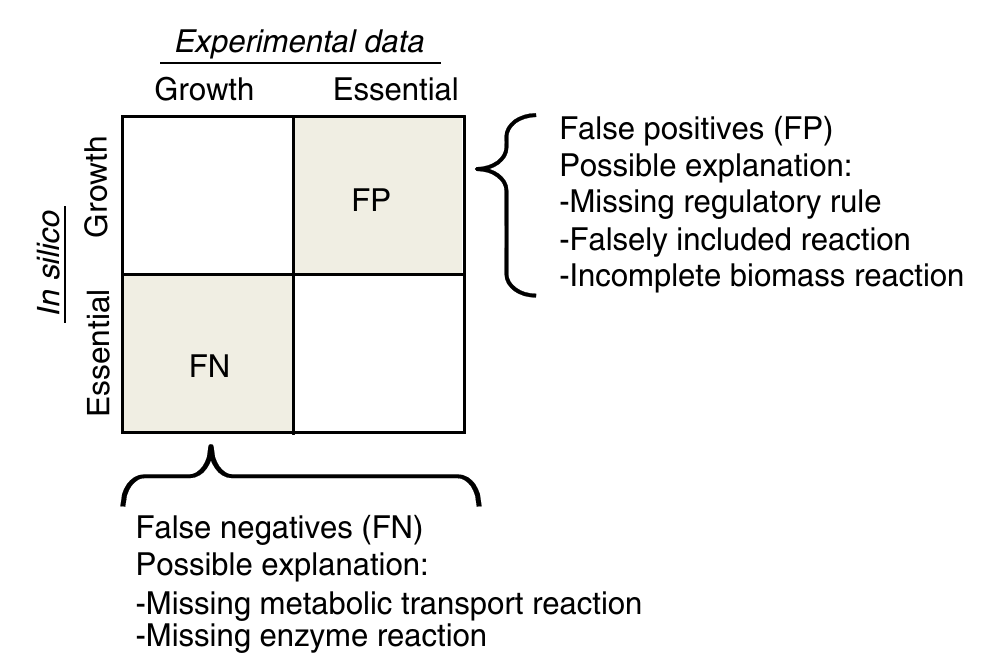 Experimental data
Growth Essential
In silico
Growth
FP
Essential
FN
False positives (FP)
Possible explanation:
-Missing regulatory rule
-Falsely included reaction
-Incomplete biomass reaction
False negatives (FN)
Possible explanation:
-Missing metabolic transport reaction
-Missing enzyme reaction